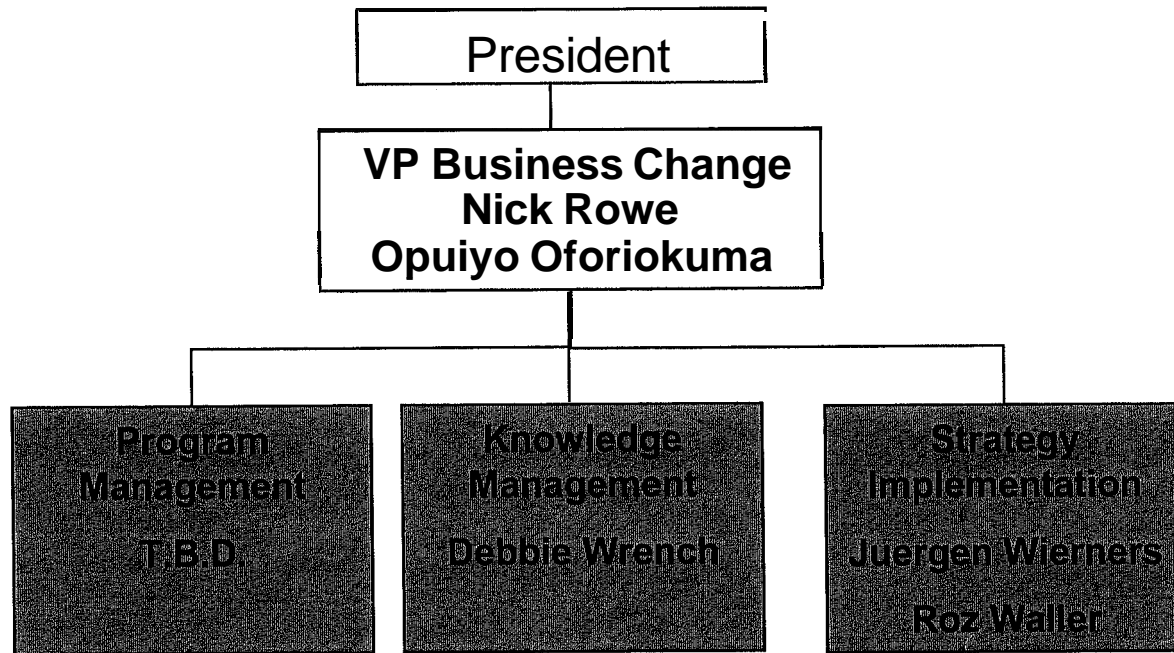 President
VP Business Change
Nick Rowe
Opuiyo Oforiokuma
Program
Management
T.B.D.
Knowledge
Management
Debbie Wrench
Strategy
Implementation
Juergen Wierners
Roz Waller